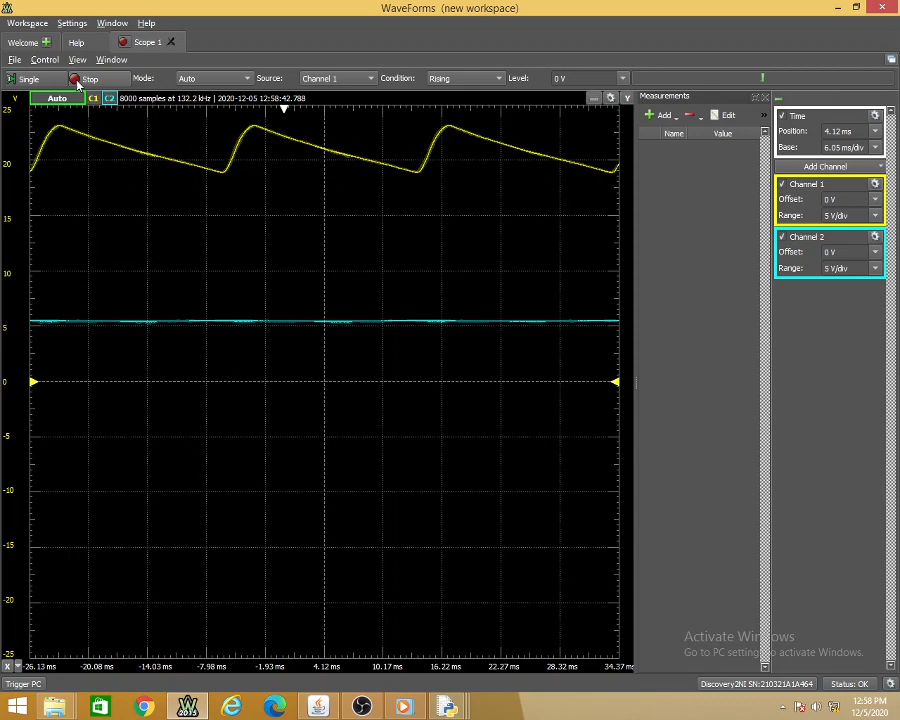 WaveForms (new workspace)
Workspace Settings Window Help
Welcome Help Scope 1
File Control View Window
Single Stop Mode: Auto Source: Channel 1 Condition: Rising Level: 0 V
V Auto C1 C2 8000 samples at 132.2 kHz | 2020-12-05 12:58:42.788 Y
Measurements
Add Edit »
Name Value
Time
Position: 4.12 ms
Base: 6.05 ms/div
Add Channel
Channel 1
Offset: 0 V
Range: 5 V/div
Channel 2
Offset: 0 V
Range: 5 V/div
25
20
15
10
5
0
-5
-10
-15
-20
-25
X -26.13 ms -20.08 ms -14.03 ms -7.98 ms -1.93 ms 4.12 ms 10.17 ms 16.22 ms 22.27 ms 28.32 ms 34.37 ms
Activate Windows
Go to PC settings to activate Windows.
Trigger PC Discovery2NI SN:210321A1A464 Status: OK
2015
12:58 PM
12/5/2020